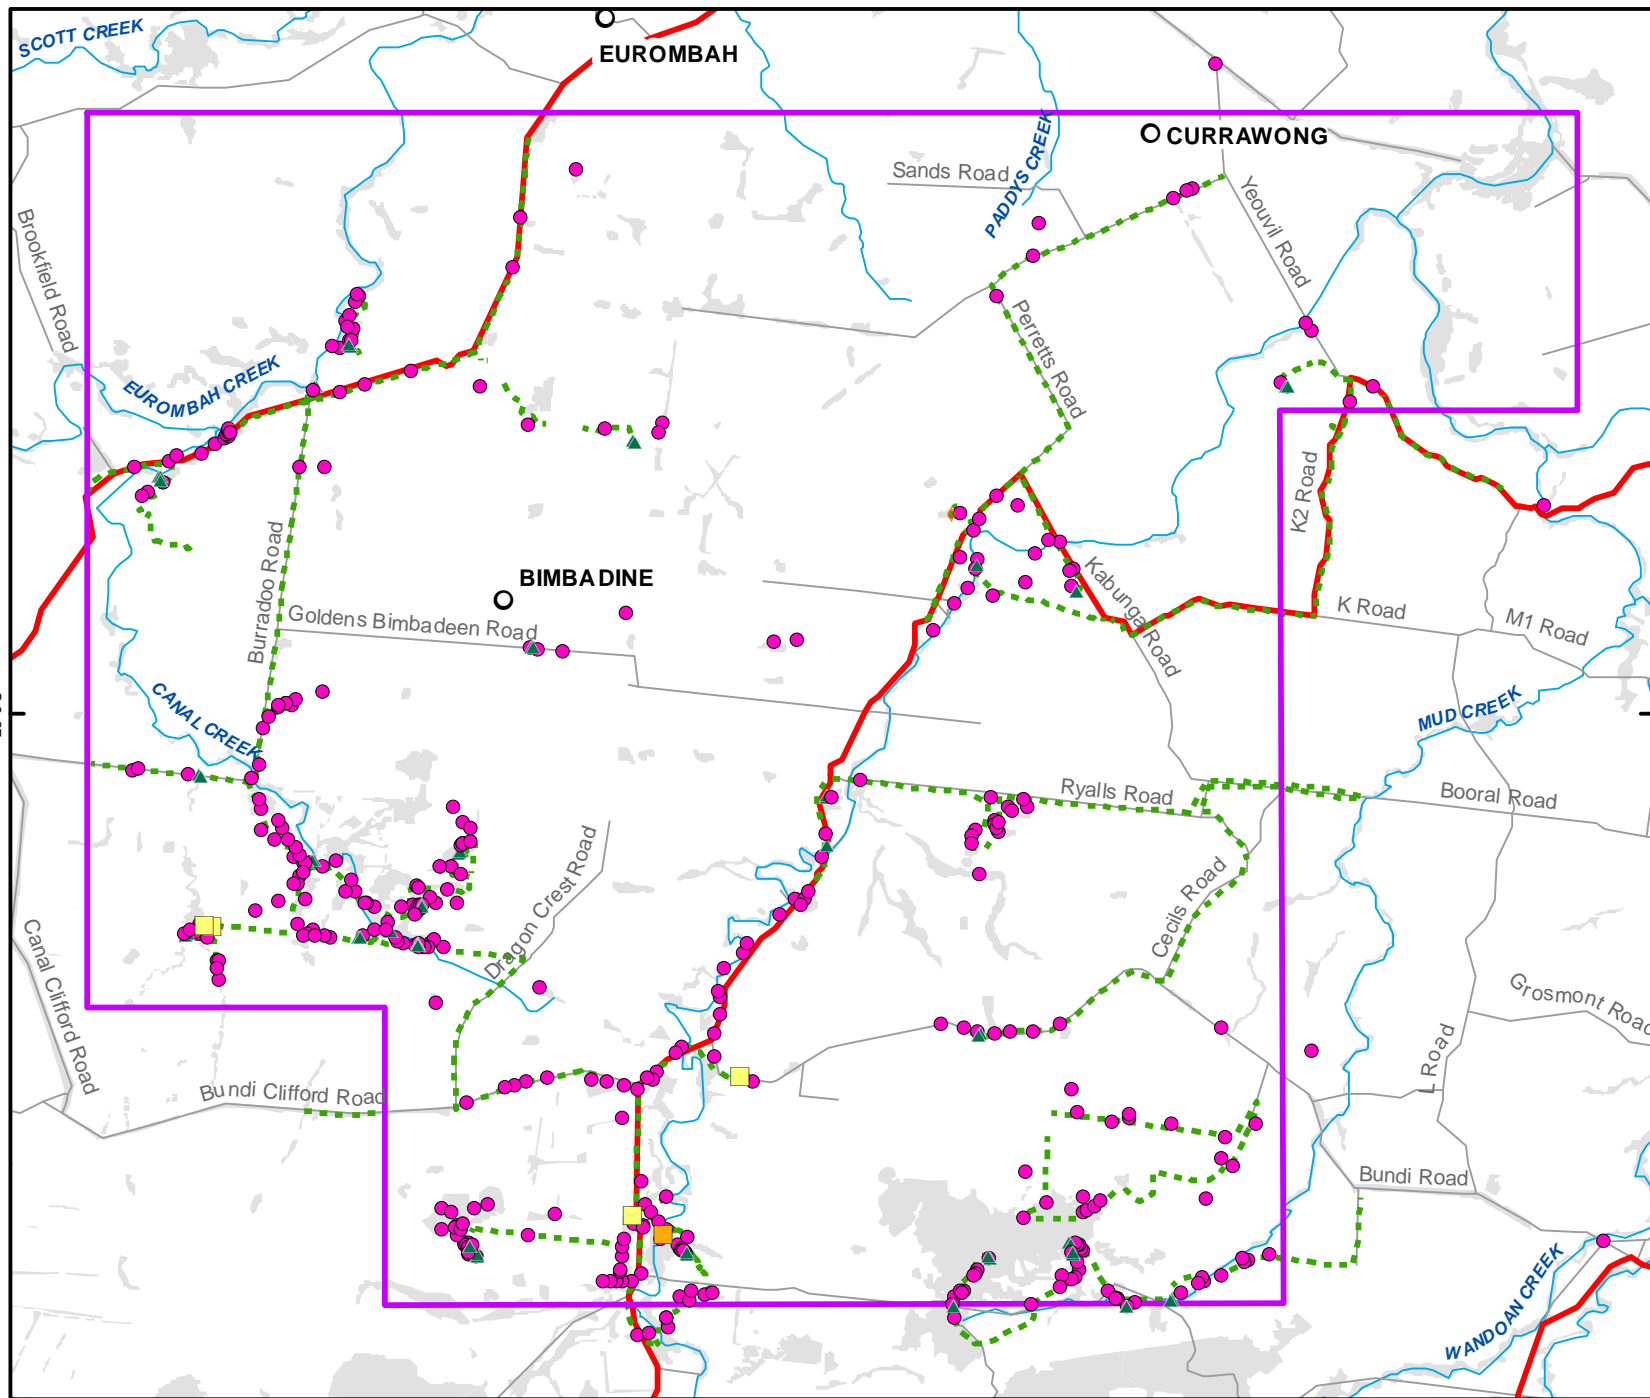 SCOTT CREEK
EUROMBAH
CURRAWONG
PADDYS CREEK
Sands Road
Yeouvil Road
Brookfield Road
Perretts Road
EUROMBAH CREEK
K2 Road
Burradoo Road
BIMBADINE
Kabunga Road
Goldens Bimbadeen Road
K Road
M1 Road
CANAL CREEK
MUD CREEK
Ryalls Road
Booral Road
Dragon Crest Road
Cecils Road
Canal Clifford Road
Grosmont Road
L Road
Bundi Clifford Road
Bundi Road
WANDOAN CREEK